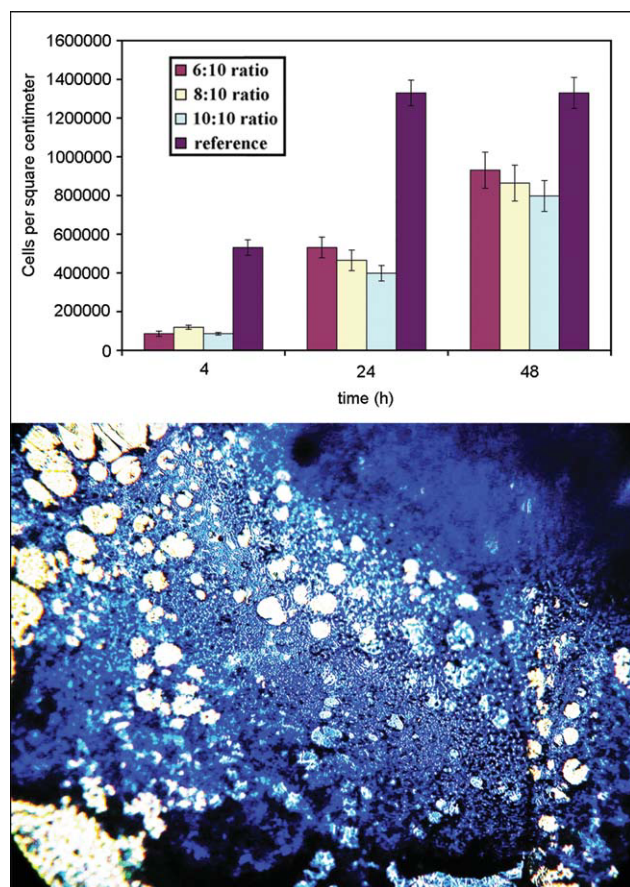 1600000
1400000
1200000
1000000
800000
600000
400000
200000
0
Cells per square centimeter
6:10 ratio
8:10 ratio
10:10 ratio
reference
4
24
48
time (h)